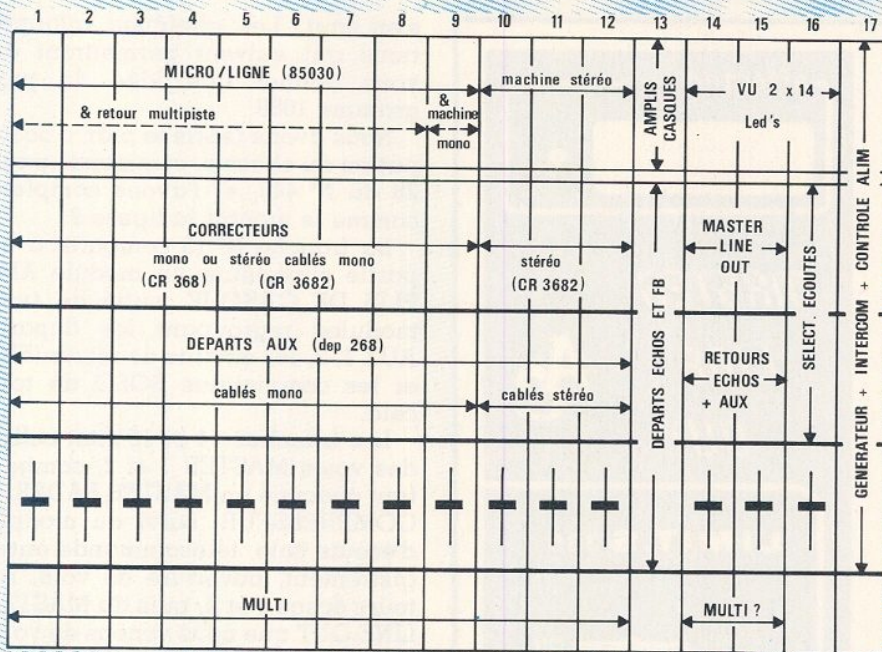 1 2 3 4 5 6 7 8 9 10 11 12 13 14 15 16 17
MICRO/LIGNE (85030)
& retour multipiste
&
machine
mono
machine stéréo
AMPLIS
CASQUES
VU 2 x 14
Led's
CORRECTEURS
mono ou stéréo cablés mono
(CR 368) (CR 3682)
stéréo
(CR 3682)
DEPARTS ECHOS ET FB
MASTER
LINE
OUT
SELECT. ECOUTES
GENERATEUR + INTERCOM + CONTROLE ALIM
DEPARTS AUX (dep 268)
cablés mono
cablés stéréo
RETOURS
ECHOS
+ AUX
MULTI
MULTI ?